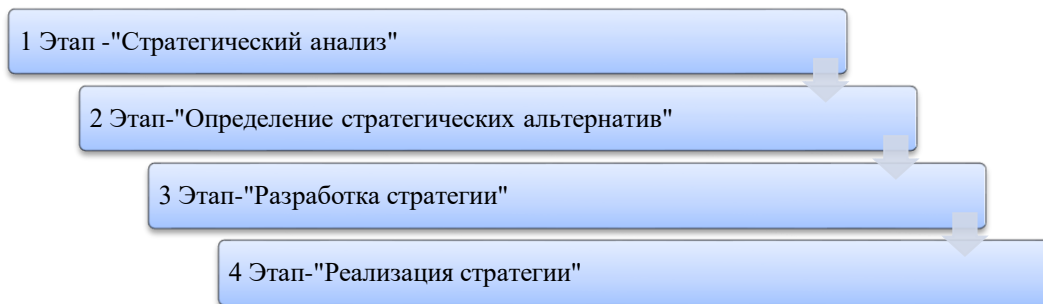 1 Этап -"Стратегический анализ"
2 Этап-"Определение стратегических альтернатив"
3 Этап-"Разработка стратегии"
4 Этап-"Реализация стратегии"